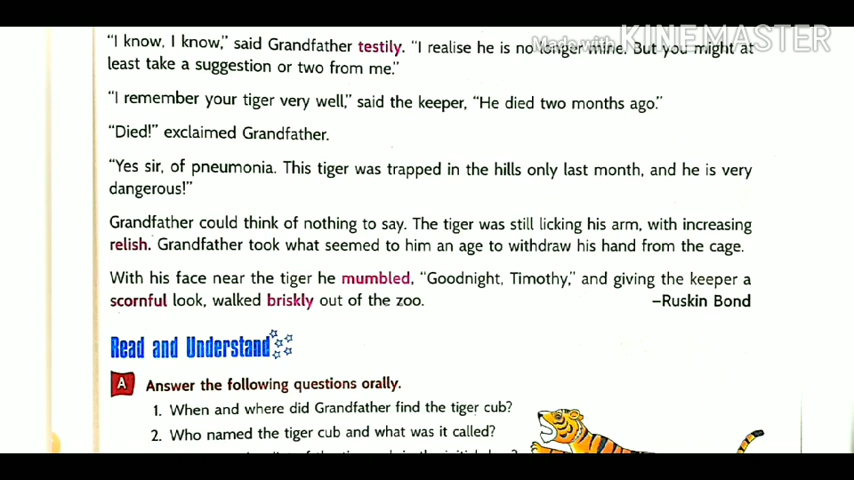 Made with KINEMASTER
"I know, I know," said Grandfather testily. "I realise he is no longer mine. But you might at
least take a suggestion or two from me."
"I remember your tiger very well," said the keeper, "He died two months ago."
"Died!" exclaimed Grandfather.
"Yes sir, of pneumonia. This tiger was trapped in the hills only last month, and he is very
dangerous!"
Grandfather could think of nothing to say. The tiger was still licking his arm, with increasing
relish. Grandfather took what seemed to him an age to withdraw his hand from the cage.
With his face near the tiger he mumbled, "Goodnight, Timothy," and giving the keeper a
scornful look, walked briskly out of the zoo. –Ruskin Bond
Read and Understand
A Answer the following questions orally.
1. When and where did Grandfather find the tiger cub?
2. Who named the tiger cub and what was it called?